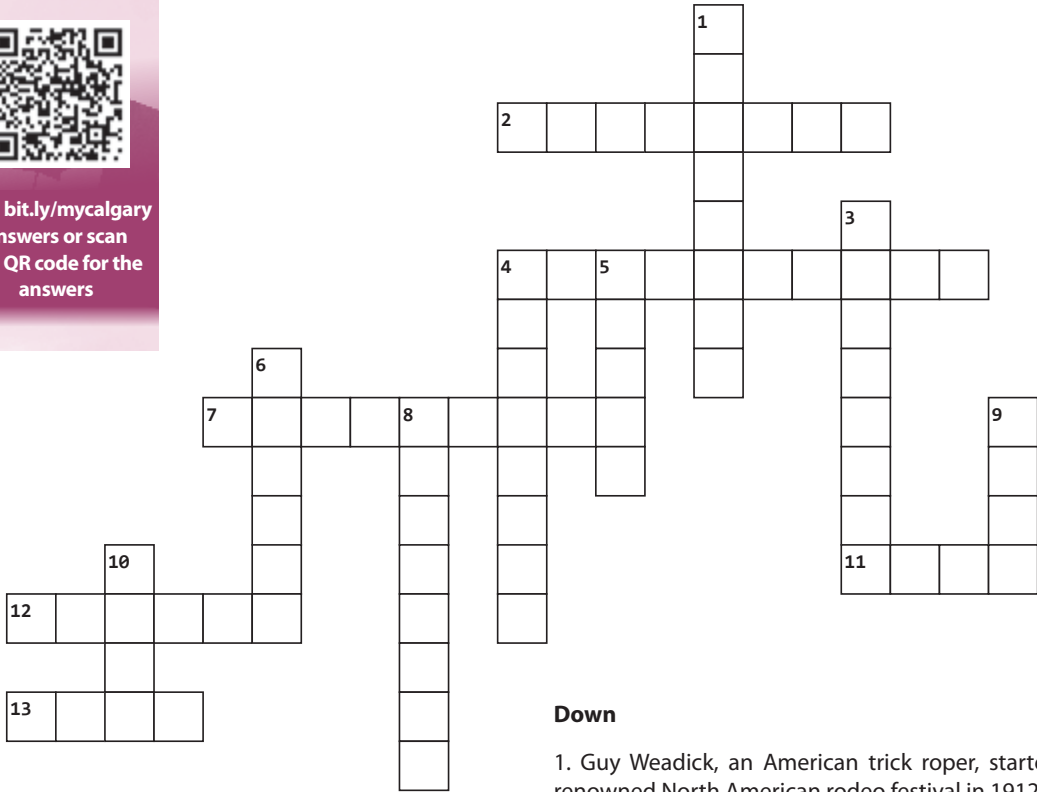 bit.ly/mycalgary
nswers or scan
QR code for the
answers
1
2
3
4 5
6
7 8 9
10 11
12
13
Down
1. Guy Weadick, an American trick roper, starte
renowned North American rodeo festival in 1912